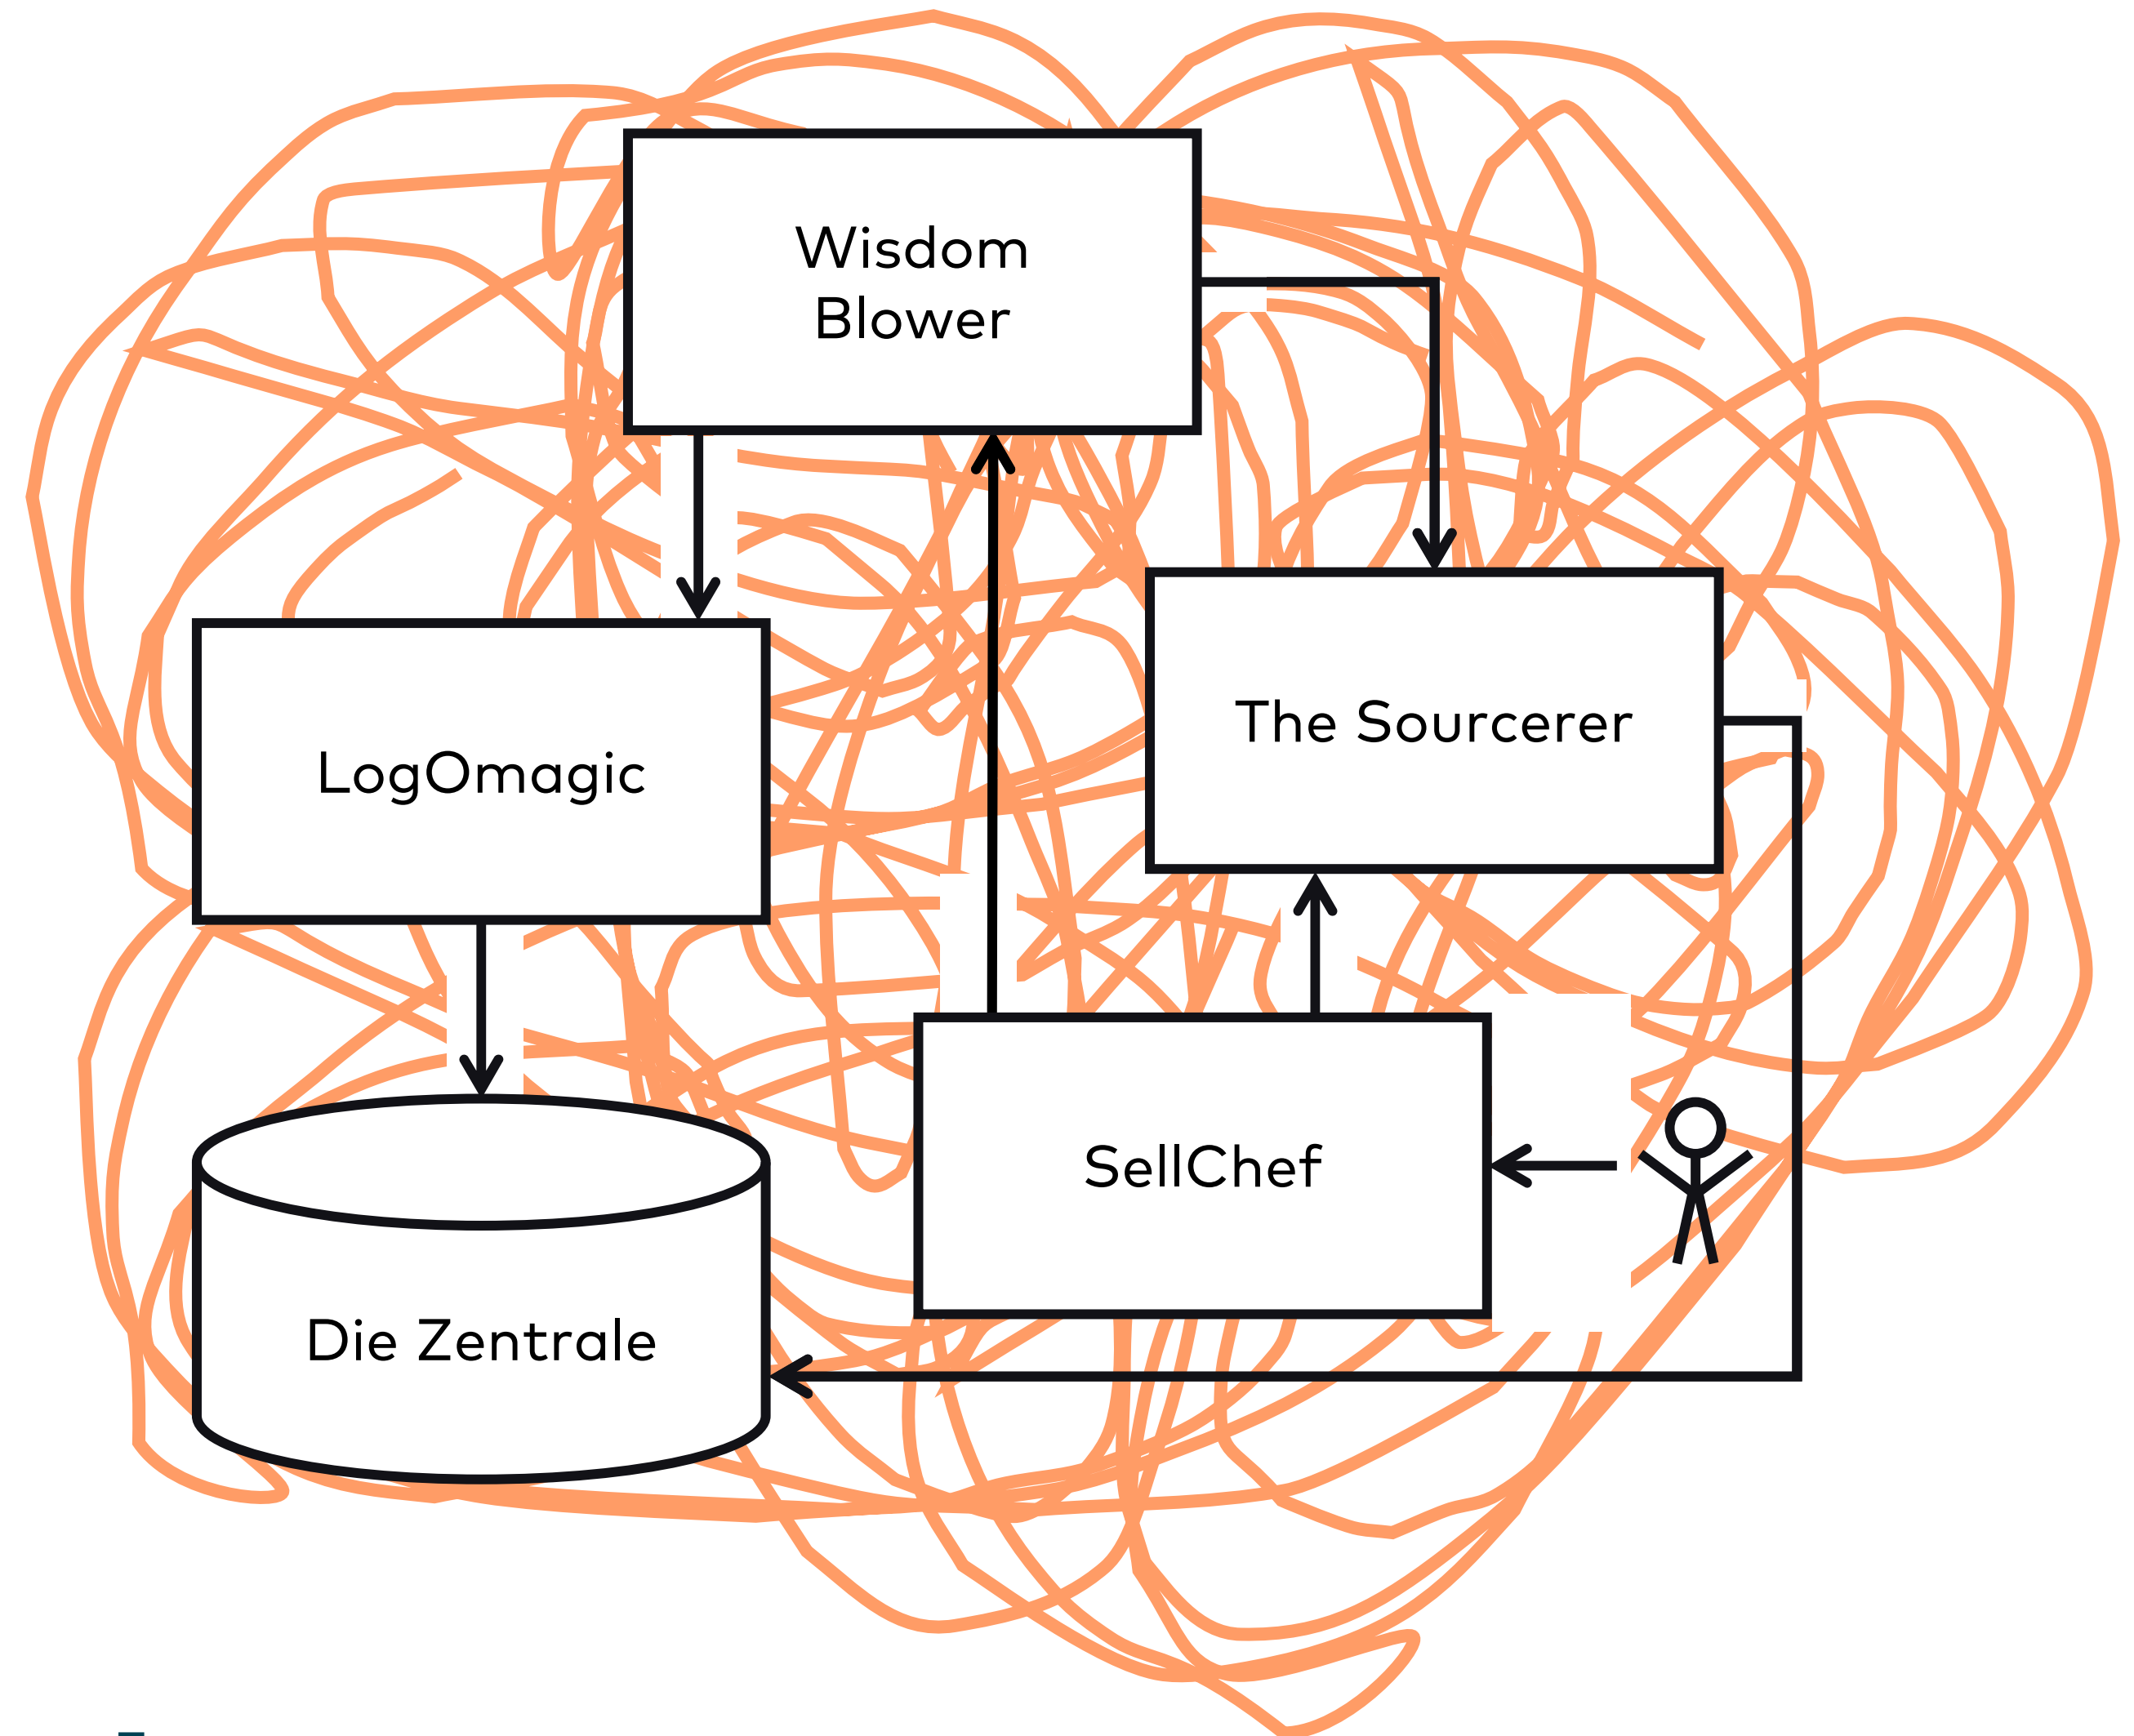 Wisdom
Blower
The Sourcerer
LogOmagic
SellChef
Die Zentrale